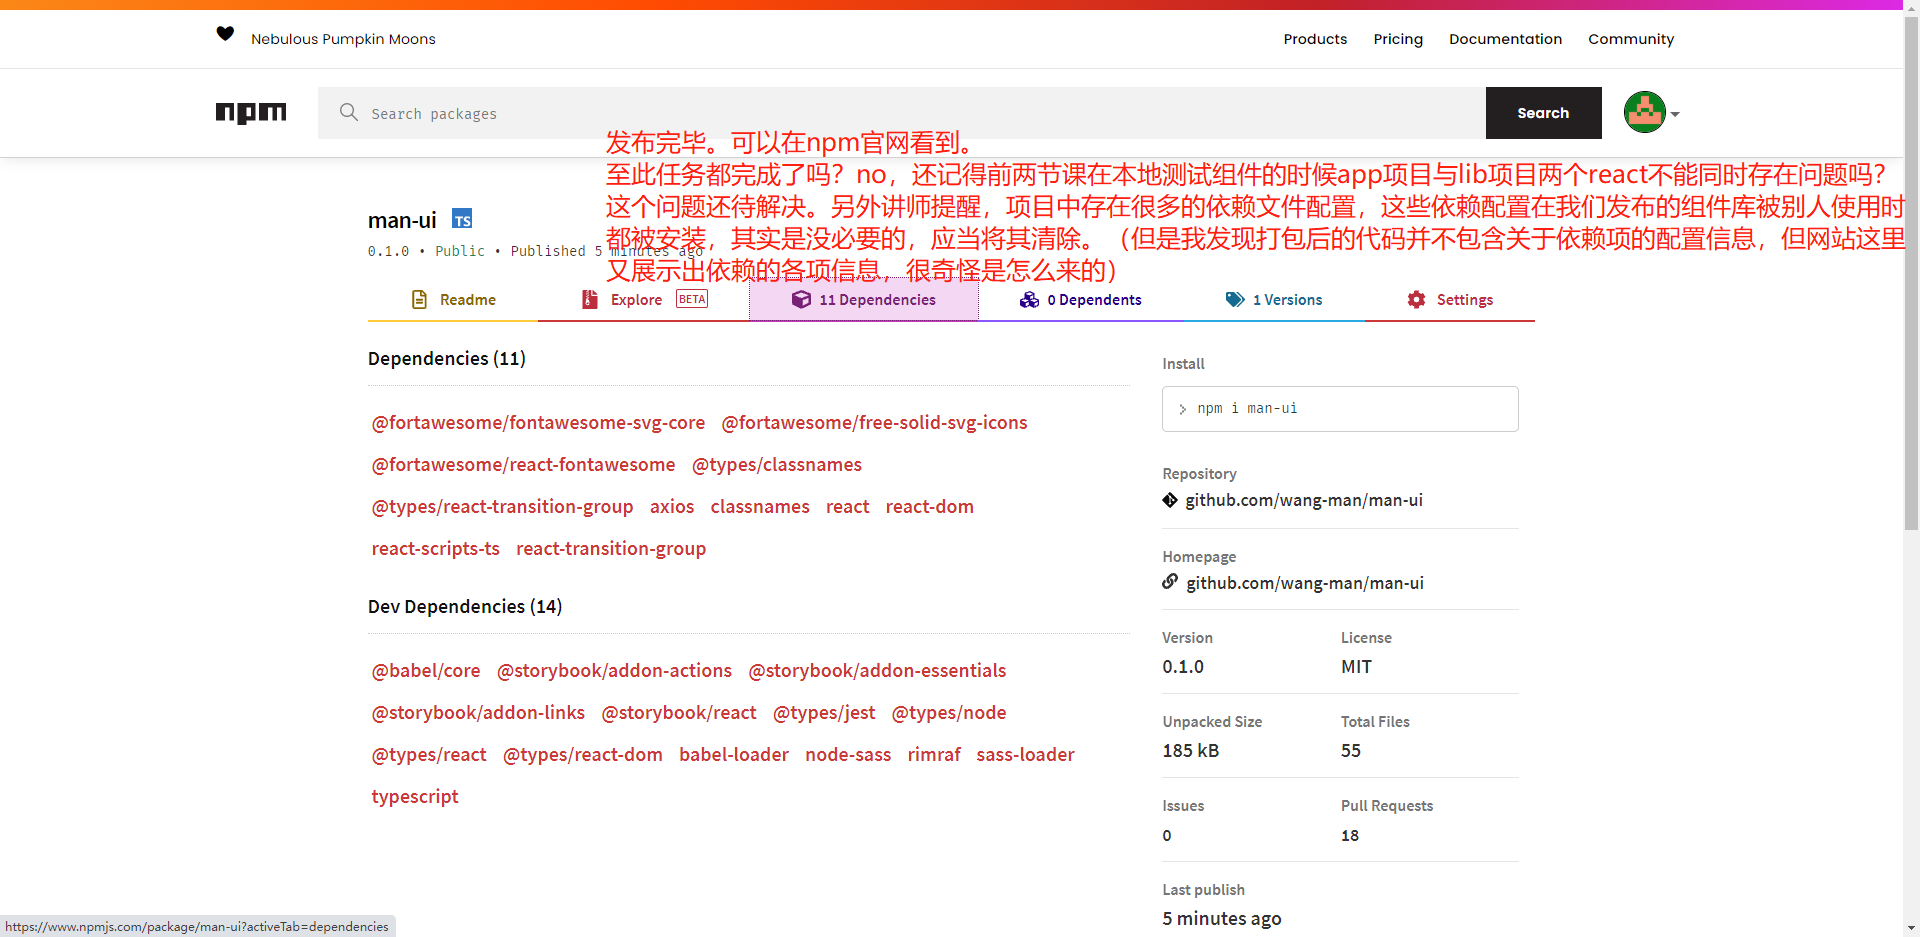 Nebulous Pumpkin Moons
Products Pricing Documentation Community
npm Search packages Search
发布完毕。可以在npm官网看到。
至此任务都完成了吗？no，还记得前两节课在本地测试组件的时候app项目与lib项目两个react不能同时存在问题吗？
这个问题还待解决。另外讲师提醒，项目中存在很多的依赖文件配置，这些依赖配置在我们发布的组件库被别人使用时
都被安装，其实是没必要的，应当将其清除。（但是我发现打包后的代码并不包含关于依赖项的配置信息，但网站这里
又展示出依赖的各项信息，很奇怪是怎么来的）
man-ui TS
0.1.0 • Public • Published 5 minutes ago
Readme Explore BETA 11 Dependencies 0 Dependents 1 Versions Settings
Dependencies (11)
@fortawesome/fontawesome-svg-core @fortawesome/free-solid-svg-icons
@fortawesome/react-fontawesome @types/classnames
@types/react-transition-group axios classnames react react-dom
react-scripts-ts react-transition-group
Dev Dependencies (14)
@babel/core @storybook/addon-actions @storybook/addon-essentials
@storybook/addon-links @storybook/react @types/jest @types/node
@types/react @types/react-dom babel-loader node-sass rimraf sass-loader
typescript
Install
> npm i man-ui
Repository
github.com/wang-man/man-ui
Homepage
github.com/wang-man/man-ui
Version License
0.1.0 MIT
Unpacked Size Total Files
185 kB 55
Issues Pull Requests
0 18
Last publish
5 minutes ago
https://www.npmjs.com/package/man-ui?activeTab=dependencies